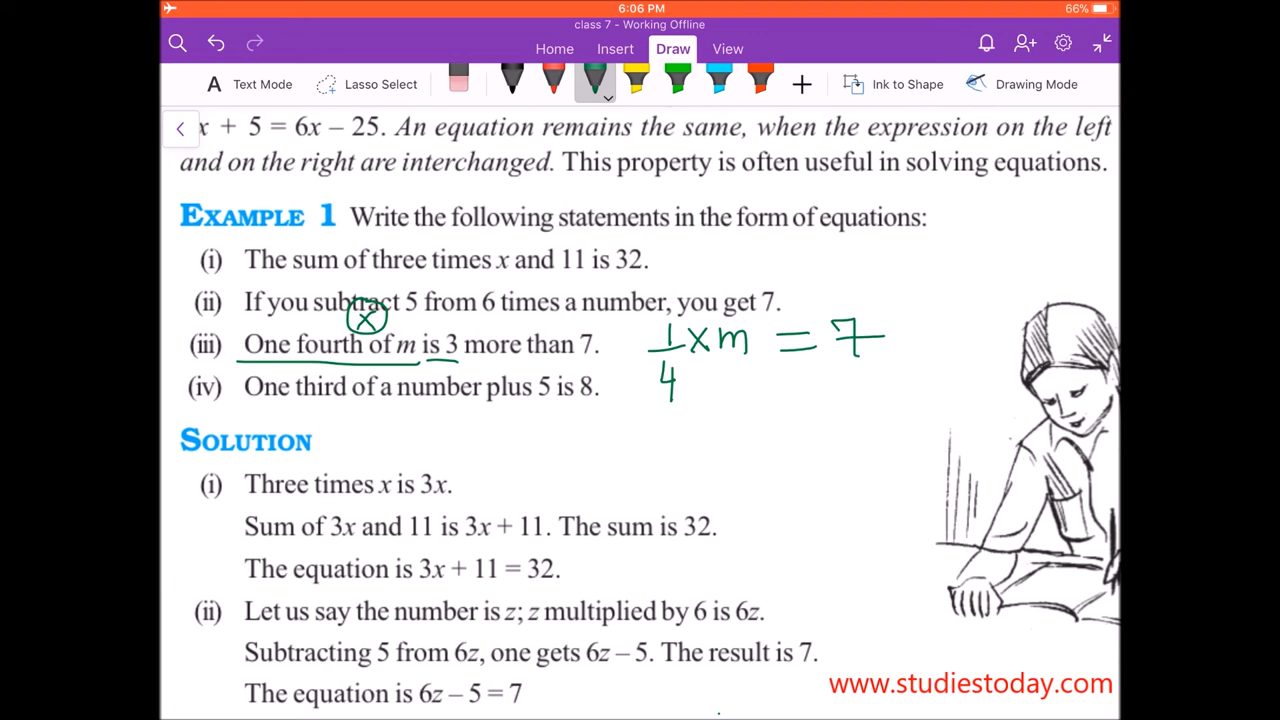 6:06 PM
66%
class 7 - Working Offline
Home Insert Draw View
A Text Mode Lasso Select Ink to Shape Drawing Mode
x + 5 = 6x – 25. An equation remains the same, when the expression on the left
and on the right are interchanged. This property is often useful in solving equations.
EXAMPLE 1 Write the following statements in the form of equations:
(i) The sum of three times x and 11 is 32.
(ii) If you subtract 5 from 6 times a number, you get 7.
x
(iii) One fourth of m is 3 more than 7. 1/4 x m = 7
(iv) One third of a number plus 5 is 8.
SOLUTION
(i) Three times x is 3x.
Sum of 3x and 11 is 3x + 11. The sum is 32.
The equation is 3x + 11 = 32.
(ii) Let us say the number is z; z multiplied by 6 is 6z.
Subtracting 5 from 6z, one gets 6z – 5. The result is 7.
The equation is 6z – 5 = 7
www.studiestoday.com